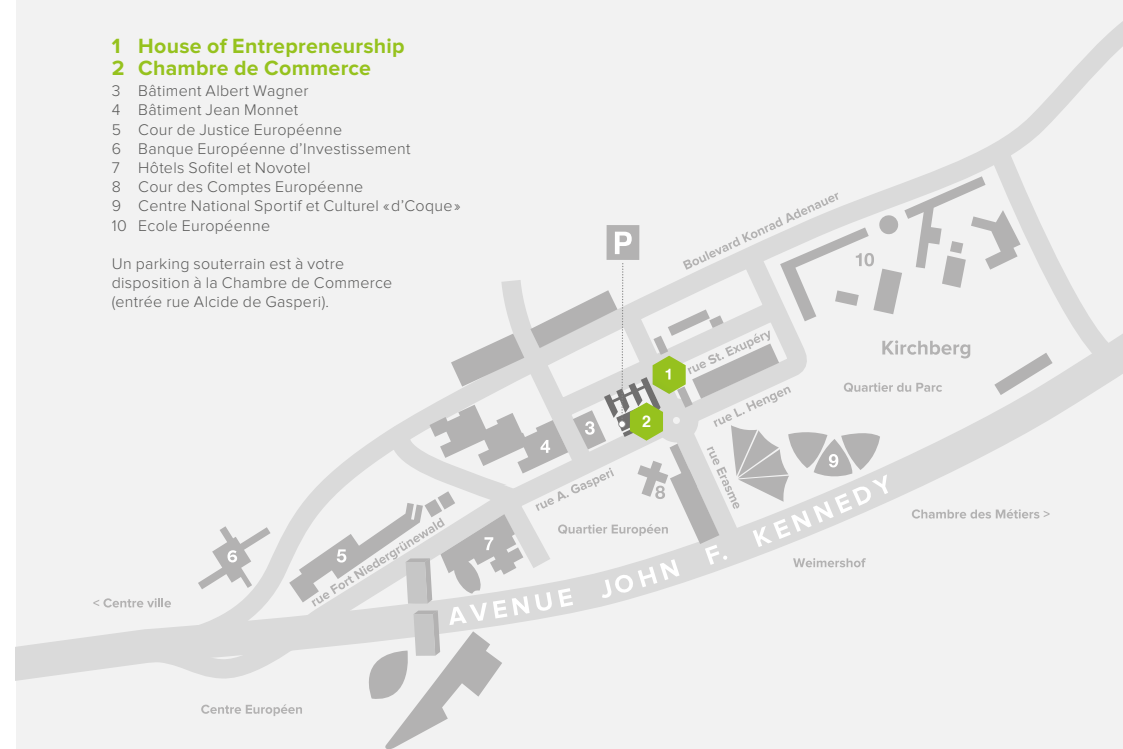 1 House of Entrepreneurship
2 Chambre de Commerce
3 Bâtiment Albert Wagner
4 Bâtiment Jean Monnet
5 Cour de Justice Européenne
6 Banque Européenne d'Investissement
7 Hôtels Sofitel et Novotel
8 Cour des Comptes Européenne
9 Centre National Sportif et Culturel «d'Coque»
10 Ecole Européenne
Un parking souterrain est à votre
disposition à la Chambre de Commerce
(entrée rue Alcide de Gasperi).
P
Boulevard Konrad Adenauer
10
Kirchberg
rue St. Exupéry
1
Quartier du Parc
rue L. Hengen
2
3
4
9
rue Erasme
rue A. Gasperi
8
Quartier Européen
Chambre des Métiers >
5
6
7
rue Fort Niedergrünewald
Weimershof
AVENUE JOHN F. KENNEDY
< Centre ville
Centre Européen